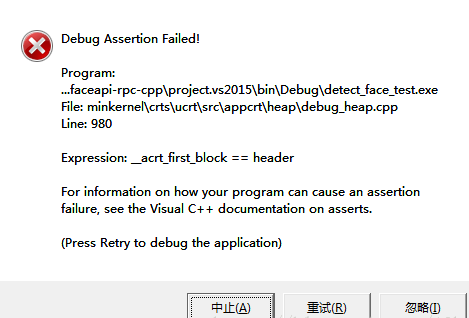 Debug Assertion Failed!
Program:
...faceapi-rpc-cpp\project.vs2015\bin\Debug\detect_face_test.exe
File: minkernel\crts\ucrt\src\appcrt\heap\debug_heap.cpp
Line: 980
Expression: __acrt_first_block == header
For information on how your program can cause an assertion
failure, see the Visual C++ documentation on asserts.
(Press Retry to debug the application)
中止(A) 重试(R) 忽略(I)